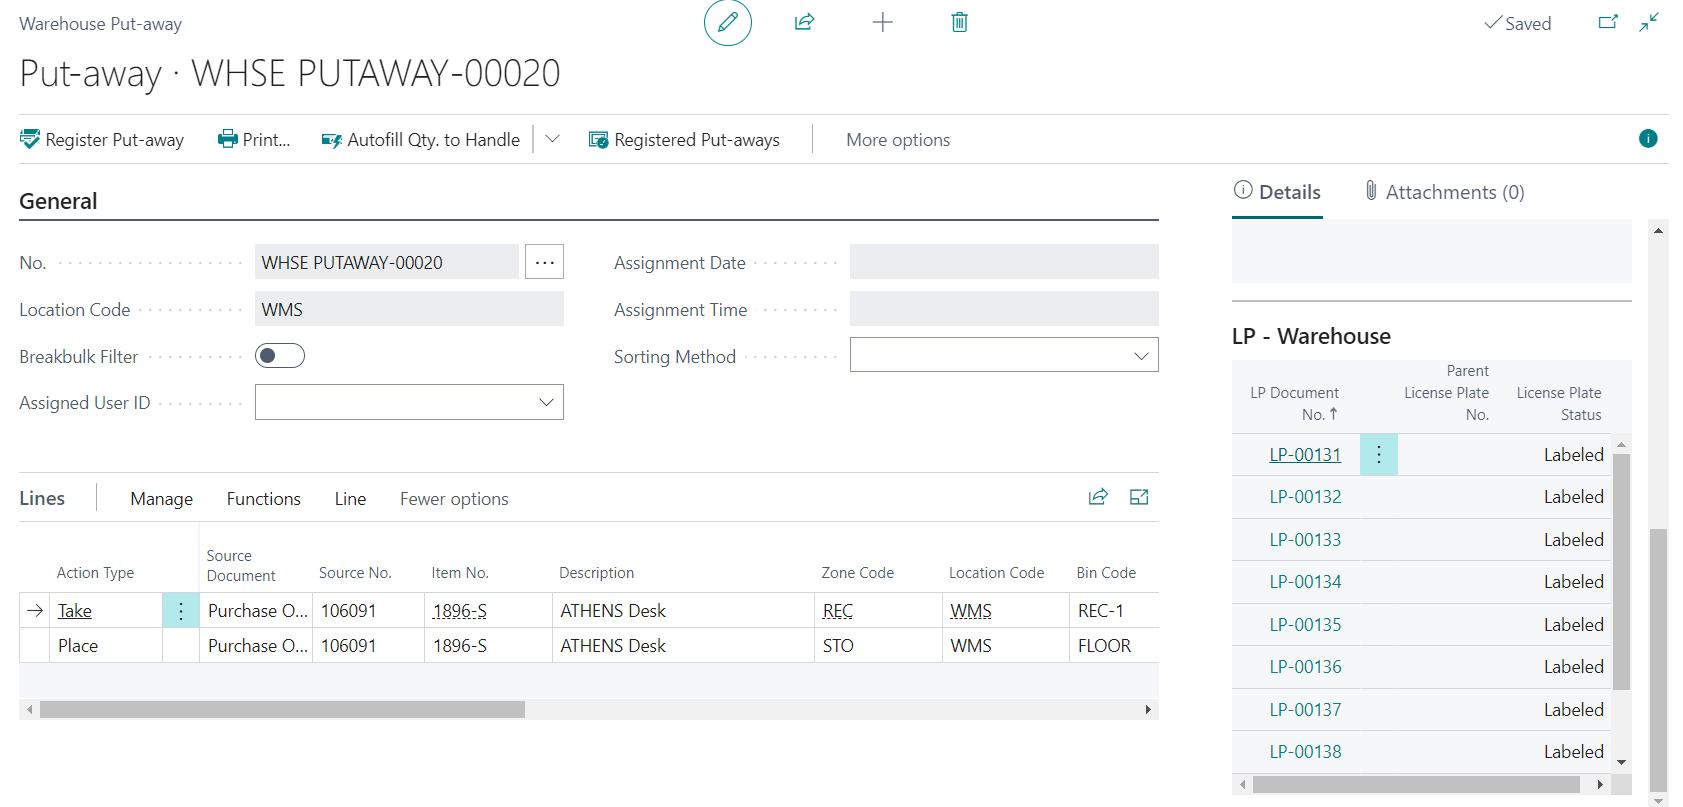 Warehouse Put-away
Saved
Put-away · WHSE PUTAWAY-00020
Register Put-away Print... Autofill Qty. to Handle Registered Put-aways More options
General
No. WHSE PUTAWAY-00020 ...
Location Code WMS
Breakbulk Filter
Assigned User ID
Assignment Date
Assignment Time
Sorting Method
Lines Manage Functions Line Fewer options
Action Type Source Document Source No. Item No. Description Zone Code Location Code Bin Code
Take Purchase O... 106091 1896-S ATHENS Desk REC WMS REC-1
Place Purchase O... 106091 1896-S ATHENS Desk STO WMS FLOOR
Details Attachments (0)
LP - Warehouse
LP Document No. ↑ Parent License Plate No. License Plate Status
LP-00131 Labeled
LP-00132 Labeled
LP-00133 Labeled
LP-00134 Labeled
LP-00135 Labeled
LP-00136 Labeled
LP-00137 Labeled
LP-00138 Labeled